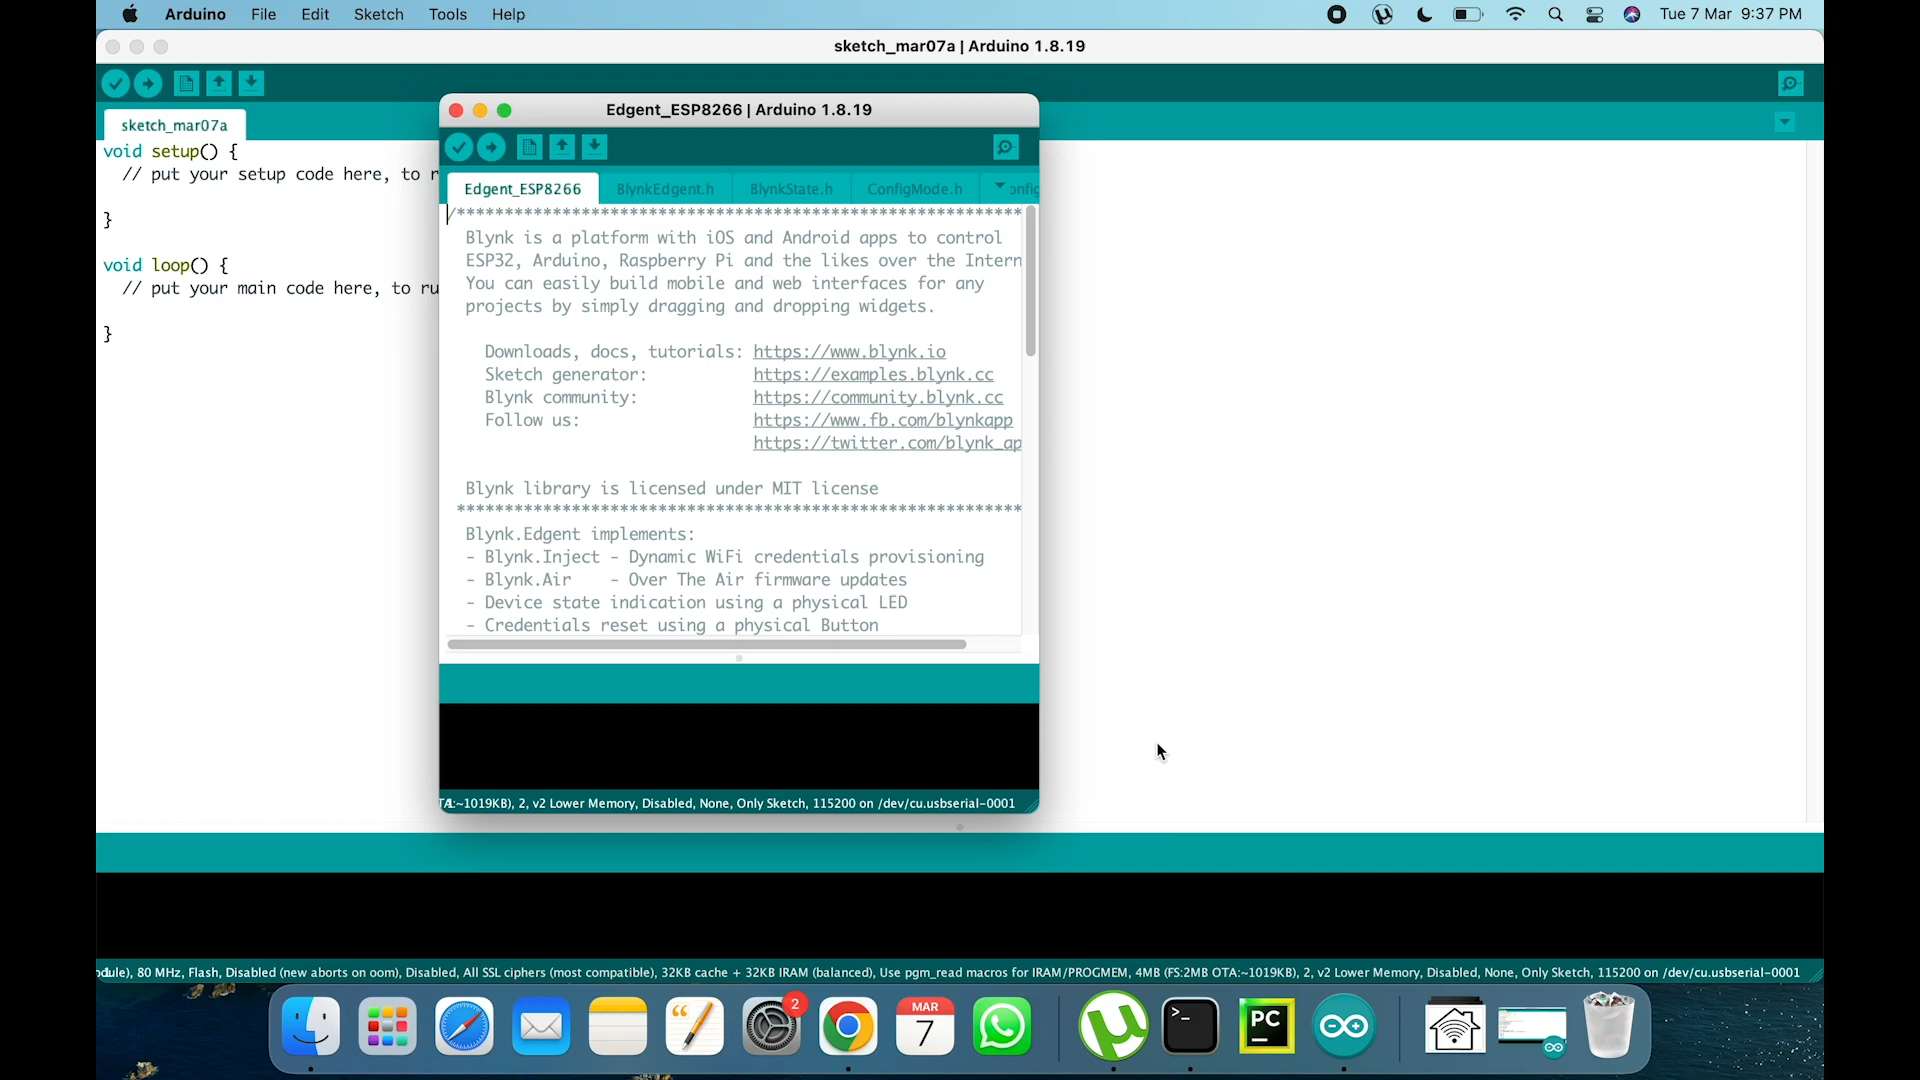 Arduino File Edit Sketch Tools Help
Tue 7 Mar 9:37 PM
sketch_mar07a | Arduino 1.8.19
sketch_mar07a
void setup() {
// put your setup code here, to r
}
void loop() {
// put your main code here, to ru
}
Edgent_ESP8266 | Arduino 1.8.19
Edgent_ESP8266 BlynkEdgent.h BlynkState.h ConfigMode.h onfig
/***********************************************************
Blynk is a platform with iOS and Android apps to control
ESP32, Arduino, Raspberry Pi and the likes over the Intern
You can easily build mobile and web interfaces for any
projects by simply dragging and dropping widgets.
Downloads, docs, tutorials: https://www.blynk.io
Sketch generator: https://examples.blynk.cc
Blynk community: https://community.blynk.cc
Follow us: https://www.fb.com/blynkapp
https://twitter.com/blynk_ap
Blynk library is licensed under MIT license
***********************************************************
Blynk.Edgent implements:
- Blynk.Inject - Dynamic WiFi credentials provisioning
- Blynk.Air - Over The Air firmware updates
- Device state indication using a physical LED
- Credentials reset using a physical Button
:~1019KB), 2, v2 Lower Memory, Disabled, None, Only Sketch, 115200 on /dev/cu.usbserial-0001
dule), 80 MHz, Flash, Disabled (new aborts on oom), Disabled, All SSL ciphers (most compatible), 32KB cache + 32KB IRAM (balanced), Use pgm_read macros for IRAM/PROGMEM, 4MB (FS:2MB OTA:~1019KB), 2, v2 Lower Memory, Disabled, None, Only Sketch, 115200 on /dev/cu.usbserial-0001
2
MAR
7
>_
PC